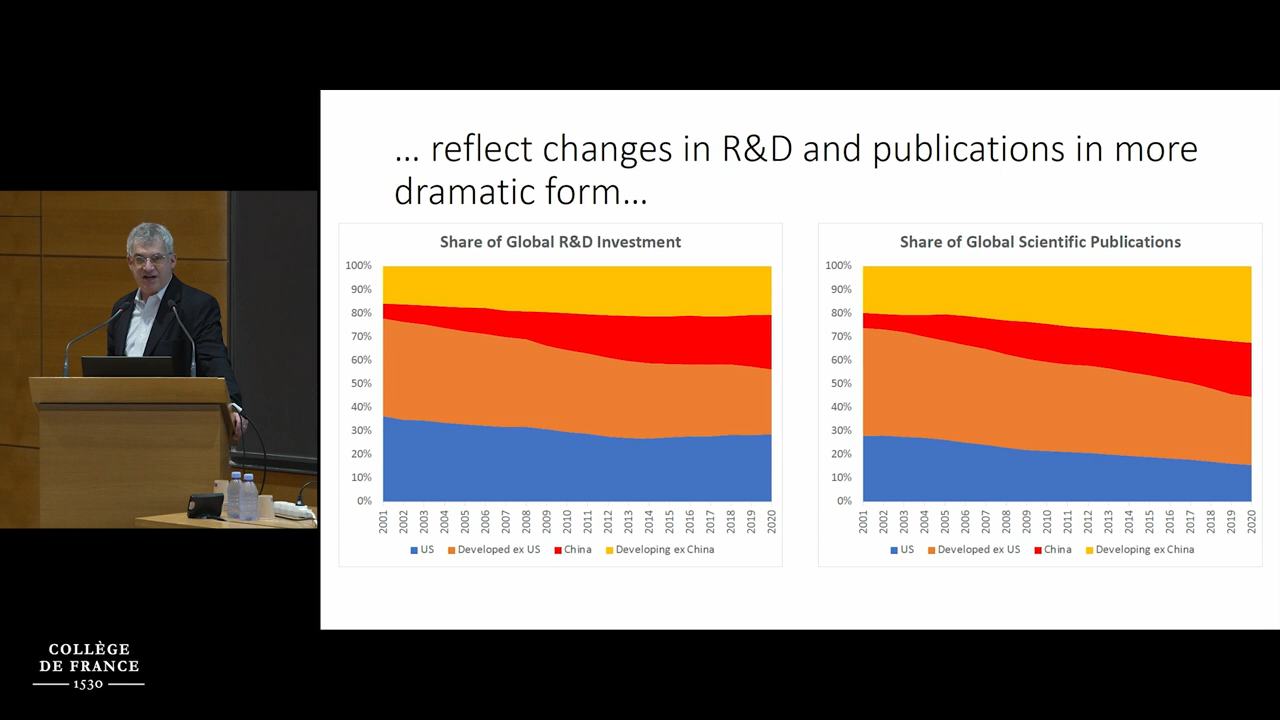 ... reflect changes in R&D and publications in more
dramatic form...
Share of Global R&D Investment
100%
90%
80%
70%
60%
50%
40%
30%
20%
10%
0%
2001 2002 2003 2004 2005 2006 2007 2008 2009 2010 2011 2012 2013 2014 2015 2016 2017 2018 2019 2020
US Developed ex US China Developing ex China
Share of Global Scientific Publications
100%
90%
80%
70%
60%
50%
40%
30%
20%
10%
0%
2001 2002 2003 2004 2005 2006 2007 2008 2009 2010 2011 2012 2013 2014 2015 2016 2017 2018 2019 2020
US Developed ex US China Developing ex China
COLLÈGE
DE FRANCE
1530